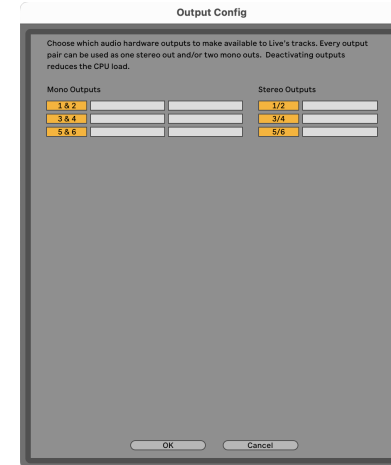 Output Config
Choose which audio hardware outputs to make available to Live's tracks. Every output
pair can be used as one stereo out and/or two mono outs.  Deactivating outputs
reduces the CPU load.
Mono Outputs Stereo Outputs
1 & 2 1/2
3 & 4 3/4
5 & 6 5/6
OK Cancel